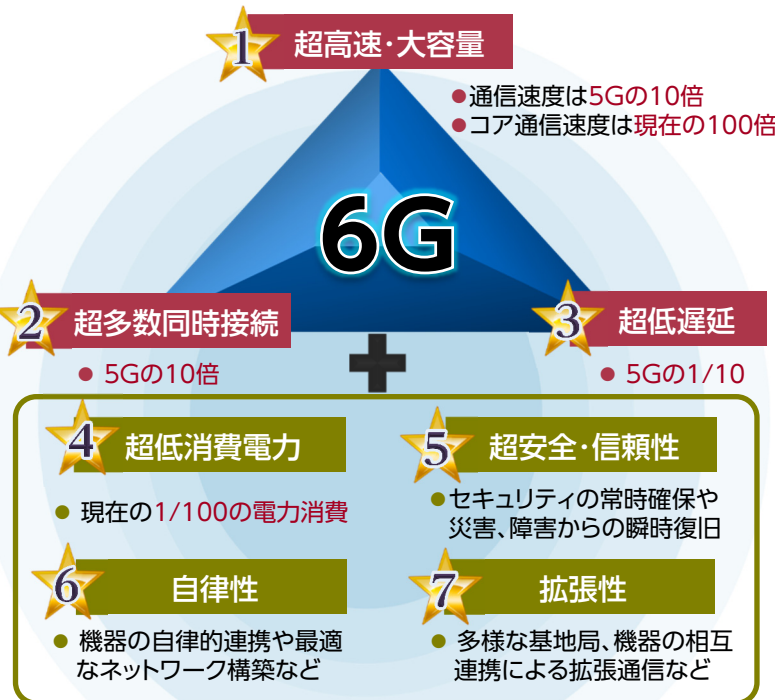 1 超高速・大容量
●通信速度は5Gの10倍
●コア通信速度は現在の100倍
6G
2 超多数同時接続
● 5Gの10倍
3 超低遅延
● 5Gの1/10
4 超低消費電力
● 現在の1/100の電力消費
5 超安全・信頼性
●セキュリティの常時確保や
災害、障害からの瞬時復旧
6 自律性
● 機器の自律的連携や最適
なネットワーク構築など
7 拡張性
● 多様な基地局、機器の相互
連携による拡張通信など